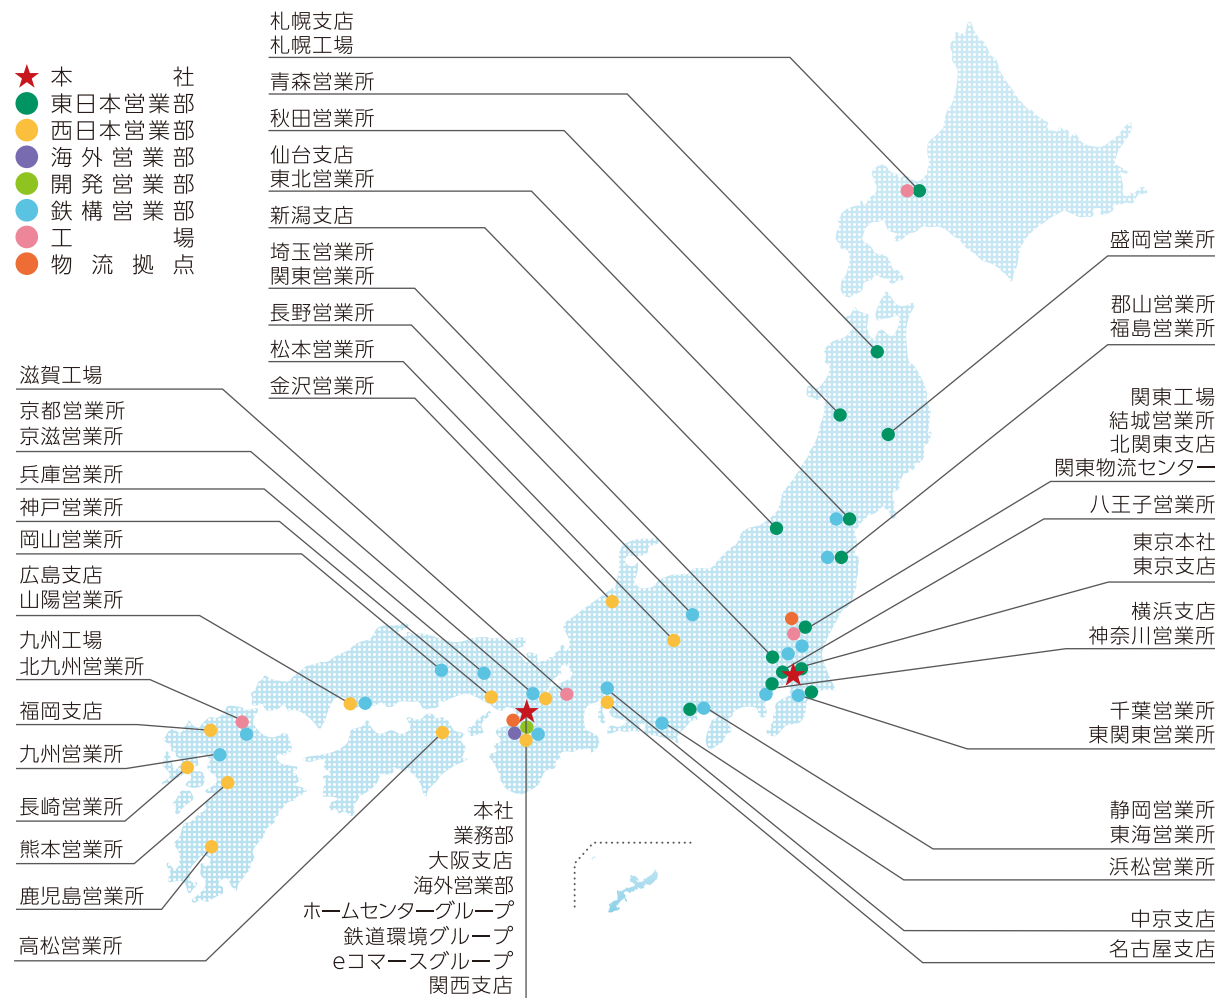 本社
東日本営業部
西日本営業部
海外営業部
開発営業部
鉄構営業部
工場
物流拠点
札幌支店
札幌工場
青森営業所
秋田営業所
仙台支店
東北営業所
新潟支店
埼玉営業所
関東営業所
長野営業所
松本営業所
金沢営業所
滋賀工場
京都営業所
京滋営業所
兵庫営業所
神戸営業所
岡山営業所
広島支店
山陽営業所
九州工場
北九州営業所
福岡支店
九州営業所
長崎営業所
熊本営業所
鹿児島営業所
高松営業所
本社
業務部
大阪支店
海外営業部
ホームセンターグループ
鉄道環境グループ
eコマースグループ
関西支店
盛岡営業所
郡山営業所
福島営業所
関東工場
結城営業所
北関東支店
関東物流センター
八王子営業所
東京本社
東京支店
横浜支店
神奈川営業所
千葉営業所
東関東営業所
静岡営業所
東海営業所
浜松営業所
中京支店
名古屋支店